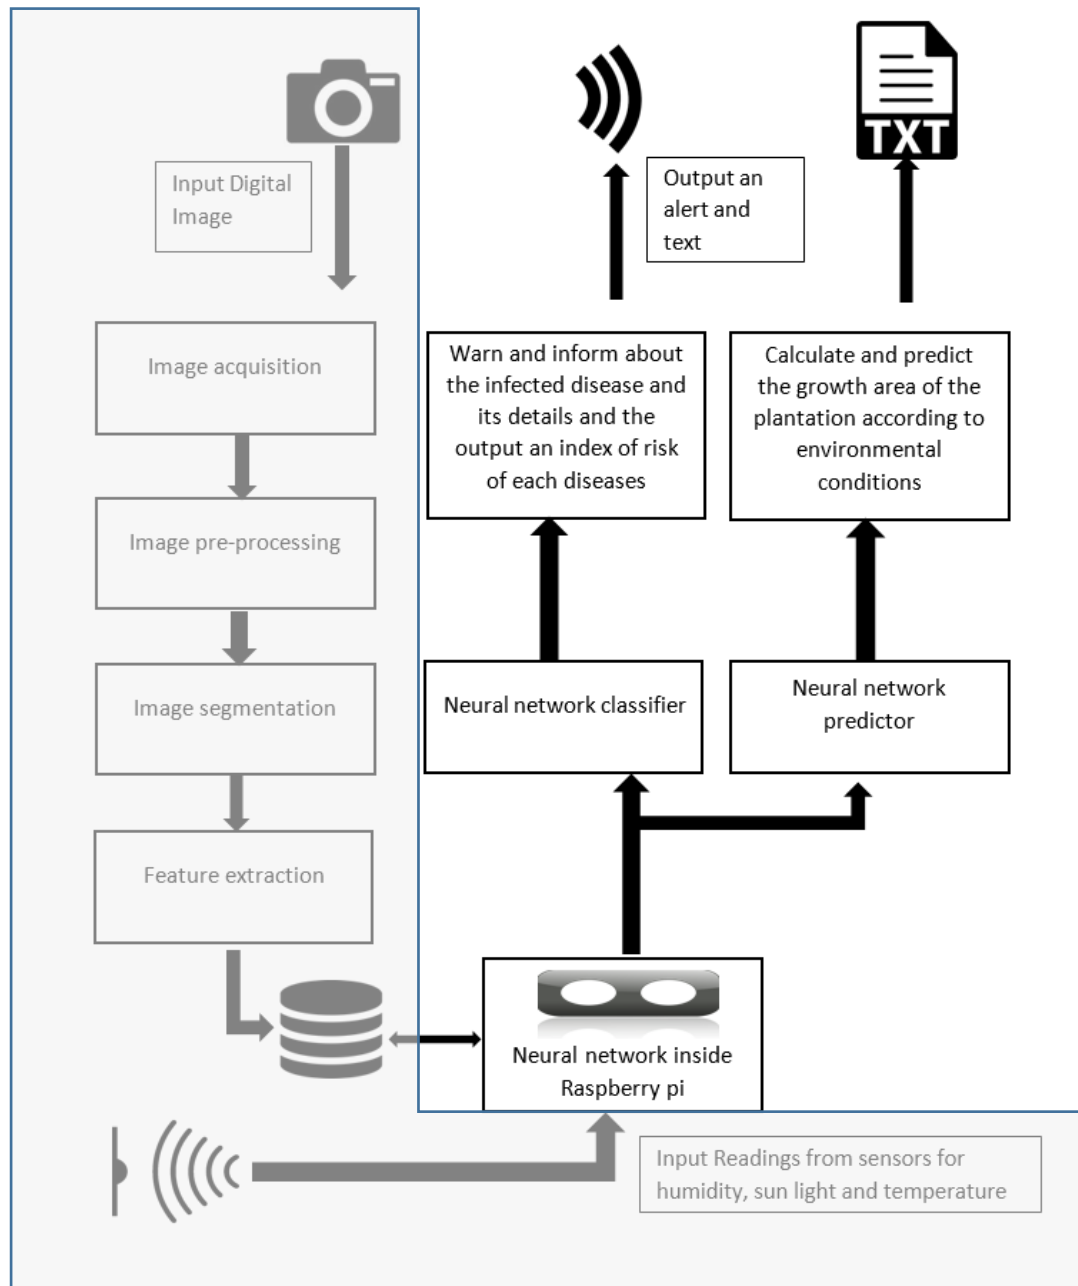 Input Digital
Image
Image acquisition
Image pre-processing
Image segmentation
Feature extraction
TXT
Output an
alert and
text
Warn and inform about
the infected disease and
its details and the
output an index of risk
of each diseases
Calculate and predict
the growth area of the
plantation according to
environmental
conditions
Neural network classifier
Neural network
predictor
Neural network inside
Raspberry pi
Input Readings from sensors for
humidity, sun light and temperature